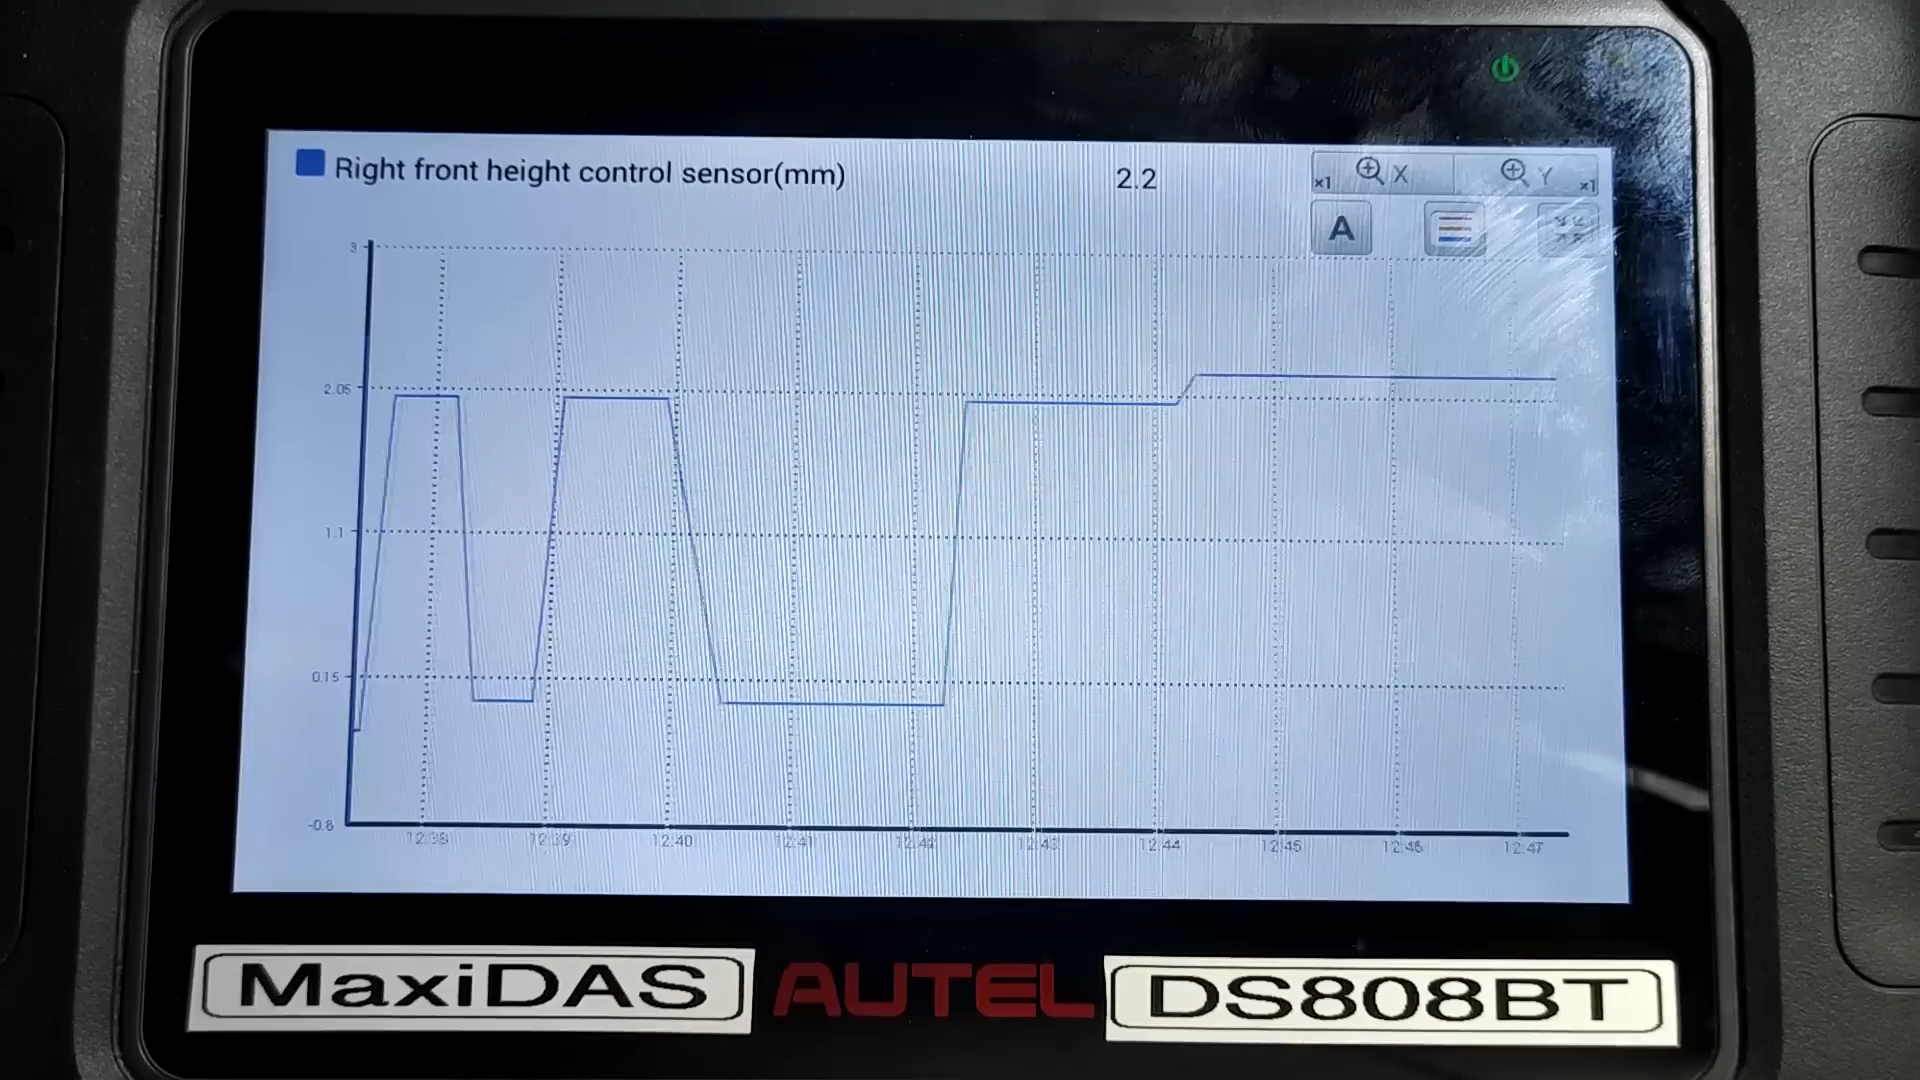 Right front height control sensor(mm) 2.2
x1 X Y x1
A
3
2.05
1.1
0.15
-0.8
12:38 12:39 12:40 12:41 12:42 12:43 12:44 12:45 12:46 12:47
MaxiDAS AUTEL DS808BT